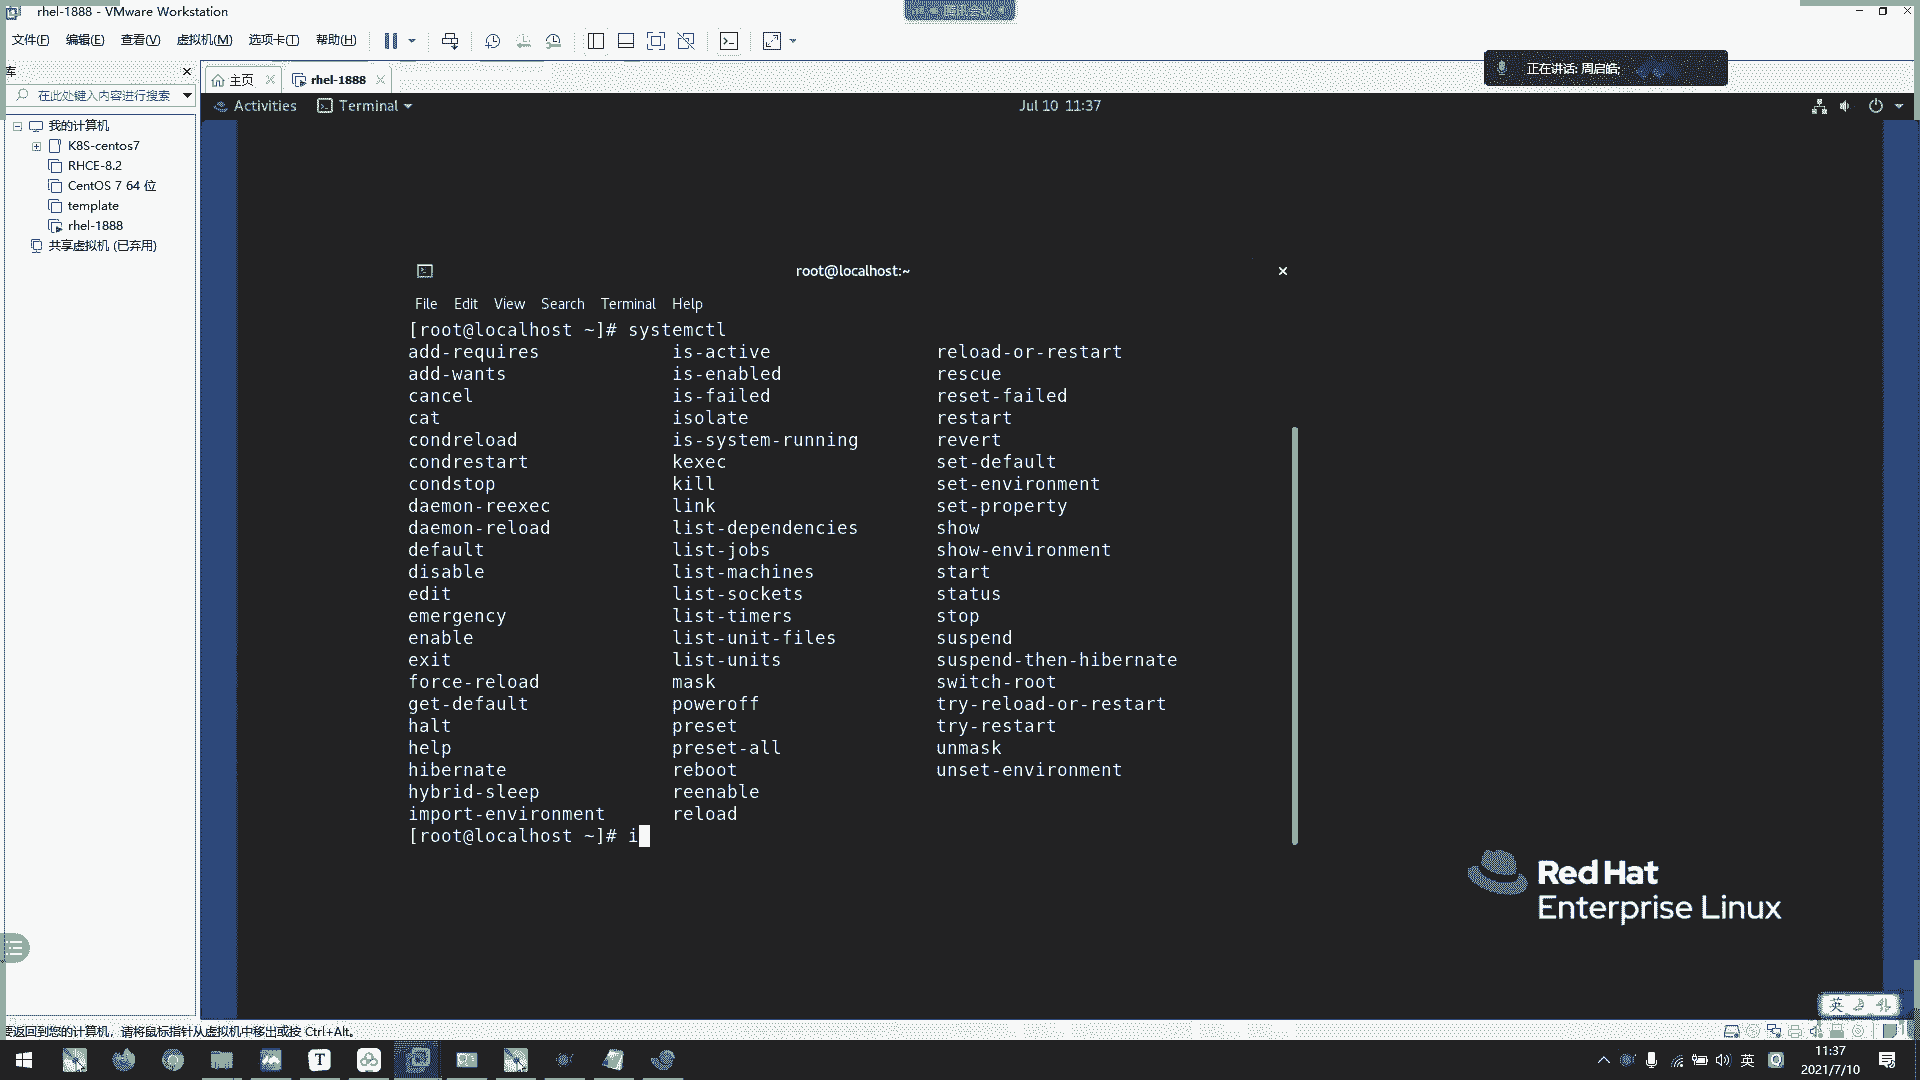 rhel-1888 - VMware Workstation
腾讯会议
文件(F) 编辑(E) 查看(V) 虚拟机(M) 选项卡(T) 帮助(H)
库
正在讲话: 周启皓;
在此处键入内容进行搜索
主页
rhel-1888
Activities
Terminal
Jul 10 11:37
我的计算机
K8S-centos7
RHCE-8.2
CentOS 7 64 位
template
rhel-1888
共享虚拟机 (已弃用)
root@localhost:~
File Edit View Search Terminal Help
[root@localhost ~]# systemctl
add-requires is-active reload-or-restart
add-wants is-enabled rescue
cancel is-failed reset-failed
cat isolate restart
condreload is-system-running revert
condrestart kexec set-default
condstop kill set-environment
daemon-reexec link set-property
daemon-reload list-dependencies show
default list-jobs show-environment
disable list-machines start
edit list-sockets status
emergency list-timers stop
enable list-unit-files suspend
exit list-units suspend-then-hibernate
force-reload mask switch-root
get-default poweroff try-reload-or-restart
halt preset try-restart
help preset-all unmask
hibernate reboot unset-environment
hybrid-sleep reenable
import-environment reload
[root@localhost ~]# i
Red Hat
Enterprise Linux
英
要返回到您的计算机，请将鼠标指针从虚拟机中移出或按 Ctrl+Alt。
T
英
11:37
2021/7/10